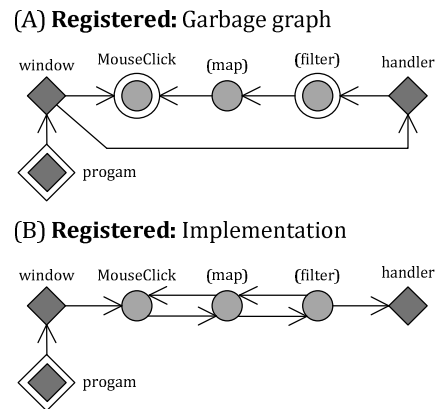 (A) Registered: Garbage graph
window MouseClick (map) (filter) handler
progam
(B) Registered: Implementation
window MouseClick (map) (filter) handler
progam